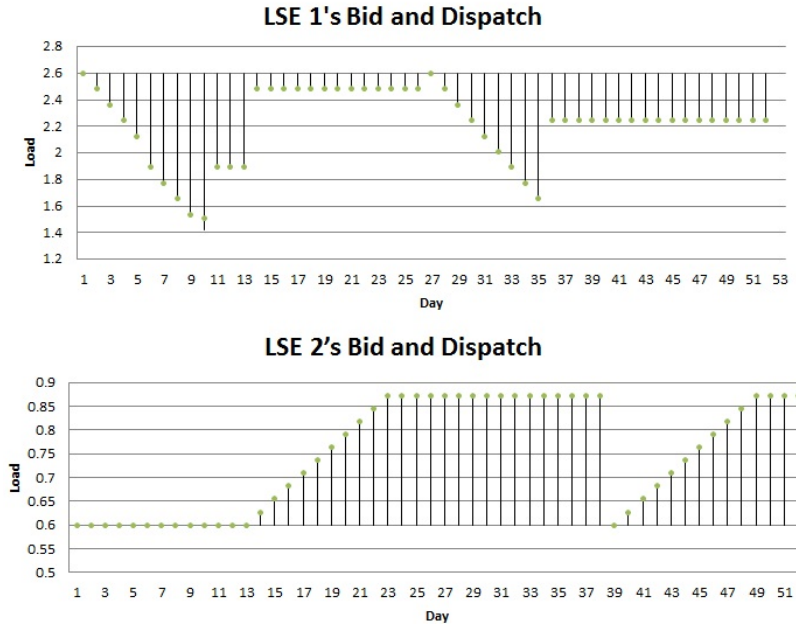 LSE 1's Bid and Dispatch
2.8
2.6
2.4
2.2
2
1.8
1.6
1.4
1.2
Load
1 3 5 7 9 11 13 15 17 19 21 23 25 27 29 31 33 35 37 39 41 43 45 47 49 51 53
Day
LSE 2’s Bid and Dispatch
0.9
0.85
0.8
0.75
0.7
0.65
0.6
0.55
0.5
Load
1 3 5 7 9 11 13 15 17 19 21 23 25 27 29 31 33 35 37 39 41 43 45 47 49 51
Day